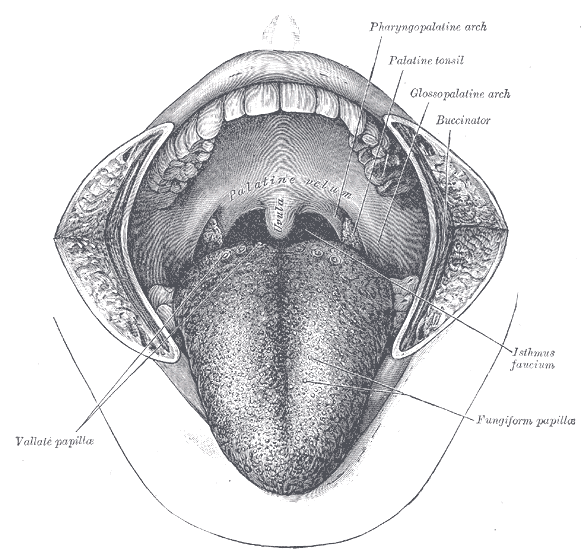 Pharyngopalatine arch
Palatine tonsil
Glossopalatine arch
Buccinator
Palatine velum
Uvula
Isthmus
faucium
Fungiform papillæ
Vallate papillæ